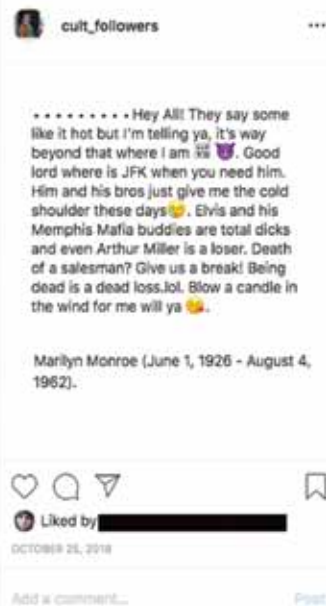 cult_followers
•••
• • • • • • • • • Hey All! They say some
like it hot but I'm telling ya, it's way
beyond that where I am 😈. Good
lord where is JFK when you need him.
Him and his bros just give me the cold
shoulder these days😢. Elvis and his
Memphis Mafia buddies are total dicks
and even Arthur Miller is a loser. Death
of a salesman? Give us a break! Being
dead is a dead loss.lol. Blow a candle in
the wind for me will ya 😘.
Marilyn Monroe (June 1, 1926 - August 4,
1962).
Liked by
OCTOBER 25, 2018
Add a comment...
Post